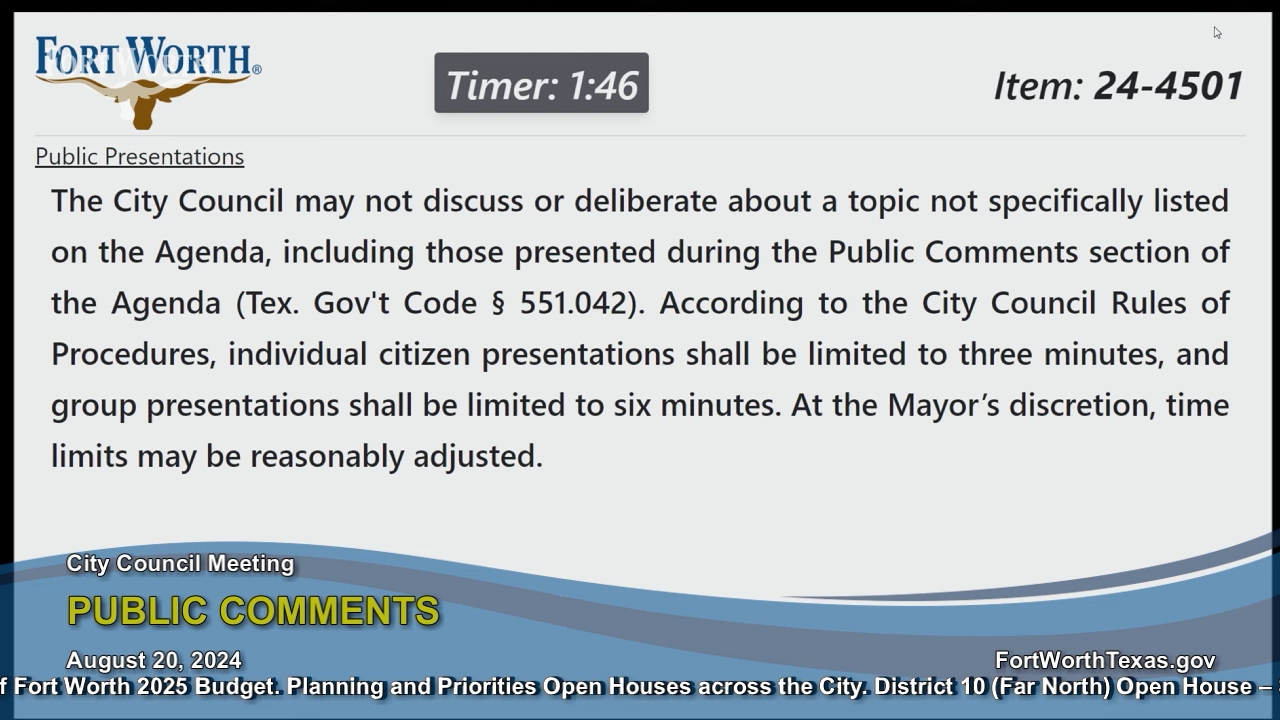 FORT WORTH®
Timer: 1:46
Item: 24-4501
Public Presentations
The City Council may not discuss or deliberate about a topic not specifically listed
on the Agenda, including those presented during the Public Comments section of
the Agenda (Tex. Gov't Code § 551.042). According to the City Council Rules of
Procedures, individual citizen presentations shall be limited to three minutes, and
group presentations shall be limited to six minutes. At the Mayor’s discretion, time
limits may be reasonably adjusted.
City Council Meeting
PUBLIC COMMENTS
August 20, 2024
FortWorthTexas.gov
f Fort Worth 2025 Budget. Planning and Priorities Open Houses across the City. District 10 (Far North) Open House –